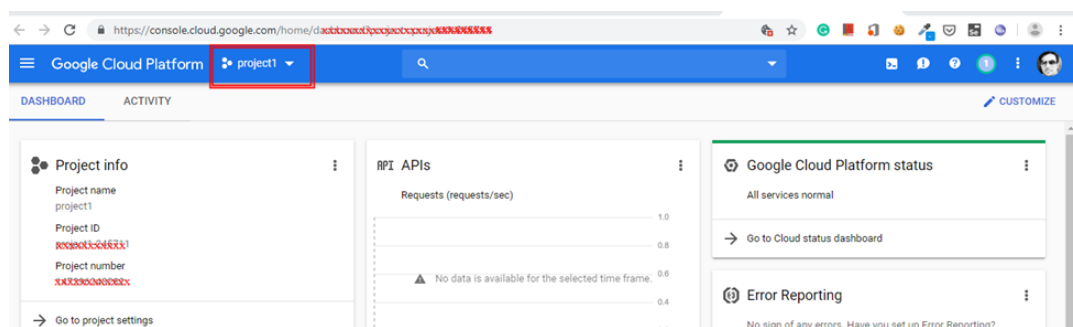 https://console.cloud.google.com/home/
Google Cloud Platform project1
1
DASHBOARD ACTIVITY CUSTOMIZE
Project info
Project name
project1
Project ID
Project number
Go to project settings
API APIs
Requests (requests/sec)
1.0
0.8
No data is available for the selected time frame. 0.6
0.4
Google Cloud Platform status
All services normal
Go to Cloud status dashboard
Error Reporting
No sign of any errors. Have you set up Error Reporting?